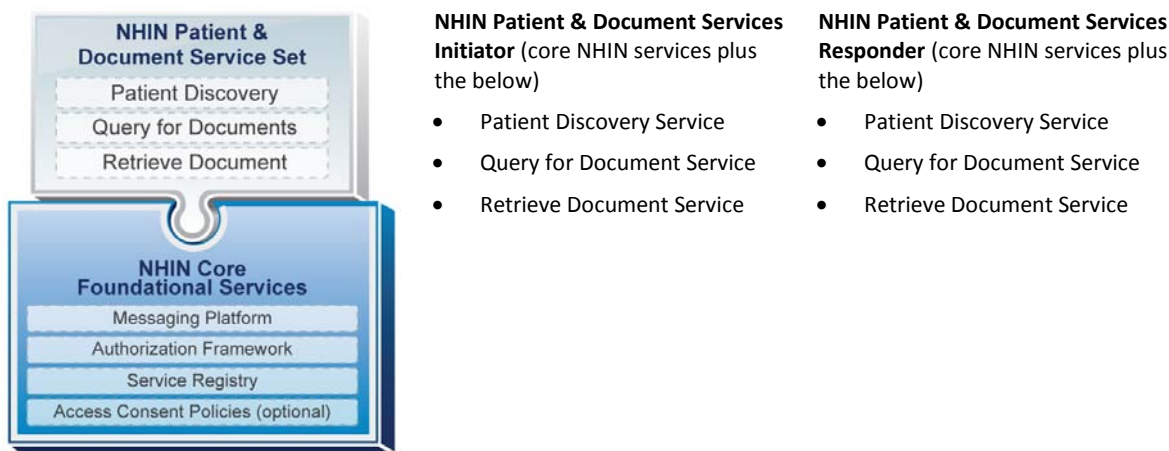 NHIN Patient &
Document Service Set
Patient Discovery
Query for Documents
Retrieve Document
NHIN Core
Foundational Services
Messaging Platform
Authorization Framework
Service Registry
Access Consent Policies (optional)
NHIN Patient & Document Services
Initiator (core NHIN services plus
the below)
• Patient Discovery Service
• Query for Document Service
• Retrieve Document Service
NHIN Patient & Document Services
Responder (core NHIN services plus
the below)
• Patient Discovery Service
• Query for Document Service
• Retrieve Document Service